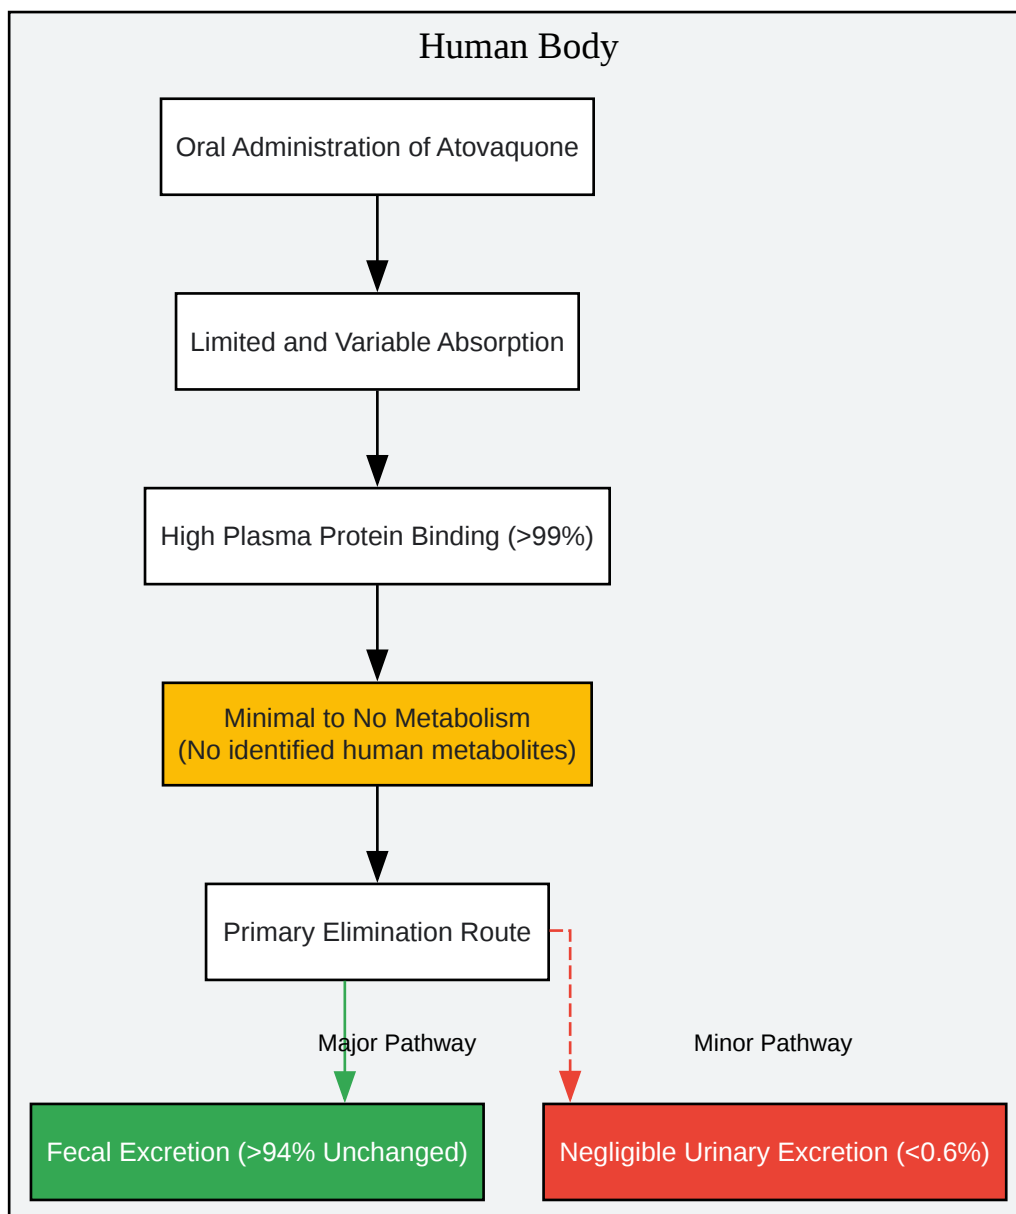 Human Body
Oral Administration of Atovaquone
Limited and Variable Absorption
High Plasma Protein Binding (>99%)
Minimal to No Metabolism
(No identified human metabolites)
Primary Elimination Route
Major Pathway
Minor Pathway
Fecal Excretion (>94% Unchanged)
Negligible Urinary Excretion (<0.6%)